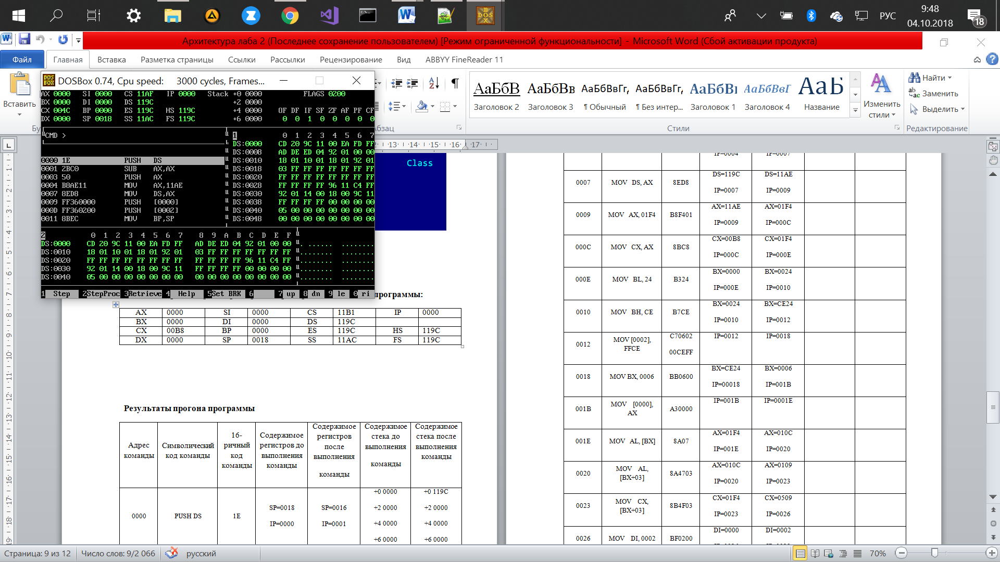 РУС
9:48
04.10.2018
18
Архитектура лаба 2 (Последнее сохранение пользователем) [Режим ограниченной функциональности] - Microsoft Word (Сбой активации продукта)
Файл
Главная
Вставка
Разметка страницы
Ссылки
Рассылки
Рецензирование
Вид
ABBYY FineReader 11
Вставить
АаБбВ АаБбВв АаБбВвГг, АаБбВвГг, АаБбВ АаБбВвГ АаБ
Заголовок 2 Заголовок 3 ¶ Обычный ¶ Без интер... Заголовок 1 Заголовок 4 Название
Изменить стили
Найти
Заменить
Выделить
Бу
бзац
Стили
Редактирование
DOSBox 0.74, Cpu speed: 3000 cycles, Frames...
AX 0000 SI 0000 CS 11AF IP 0000 Stack +0 0000 FLAGS 0200
BX 0000 DI 0000 DS 119C +2 0000
CX 004C BP 0000 ES 119C HS 119C +4 0000 OF DF IF SF ZF AF PF CF
DX 0000 SP 0018 SS 11AC FS 119C +6 0000 0 0 1 0 0 0 0 0
CMD >
0000 1E PUSH DS
0001 2BC0 SUB AX,AX
0003 50 PUSH AX
0004 B8AE11 MOV AX,11AE
0007 8ED8 MOV DS,AX
0009 FF360000 PUSH [0000]
000D FF360200 PUSH [0002]
0011 8BEC MOV BP,SP
1 0 1 2 3 4 5 6 7
DS:0000 CD 20 9C 11 00 EA FD FF
DS:0008 AD DE ED 04 92 01 00 00
DS:0010 18 01 10 01 18 01 92 01
DS:0018 03 FF FF FF FF FF FF FF
DS:0020 FF FF FF FF FF FF FF FF
DS:0028 FF FF FF FF 96 11 C4 FF
DS:0030 92 01 14 00 18 00 9C 11
DS:0038 FF FF FF FF 00 00 00 00
DS:0040 05 00 00 00 00 00 00 00
DS:0048 00 00 00 00 00 00 00 00
2 0 1 2 3 4 5 6 7 8 9 A B C D E F
DS:0000 CD 20 9C 11 00 EA FD FF AD DE ED 04 92 01 00 00
DS:0010 18 01 10 01 18 01 92 01 03 FF FF FF FF FF FF FF
DS:0020 FF FF FF FF FF FF FF FF FF FF FF FF 96 11 C4 FF
DS:0030 92 01 14 00 18 00 9C 11 FF FF FF FF 00 00 00 00
DS:0040 05 00 00 00 00 00 00 00 00 00 00 00 00 00 00 00
1 Step 2StepProc 3Retrieve 4 Help 5Set BRK 6 7 up 8 dn 9 le 0 ri
Class
программы:
AX 0000 SI 0000 CS 11B1 IP 0000
BX 0000 DI 0000 DS 119C
CX 00B8 BP 0000 ES 119C HS 119C
DX 0000 SP 0018 SS 11AC FS 119C
Результаты прогона программы
Адрес команды
Символический код команды
16-ричный код команды
Содержимое регистров до выполнения команды
Содержимое регистров после выполнения команды
Содержимое стека до выполнения команды
Содержимое стека после выполнения команды
0000 PUSH DS 1E
SP=0018
IP=0000
SP=0016
IP=0001
+0 0000
+2 0000
+4 0000
+6 0000
+0 119C
+2 0000
+4 0000
+6 0000
IP=0004 IP=0007
0007 MOV DS, AX 8ED8
DS=119C DS=11AE
IP=0007 IP=0009
0009 MOV AX, 01F4 B8F401
AX=11AE AX=01F4
IP=0009 IP=000C
000C MOV CX, AX 8BC8
CX=00B8 CX=01F4
IP=000C IP=000E
000E MOV BL, 24 B324
BX=0000 BX=0024
IP=000E IP=0010
0010 MOV BH, CE B7CE
BX=0024 BX=CE24
IP=0010 IP=0012
0012 MOV [0002], FFCE C70602 00CEFF
IP=0012 IP=0018
0018 MOV BX, 0006 BB0600
BX=CE24 BX=0006
IP=00018 IP=001B
001B MOV [0000], AX A30000
IP=001B IP=0001E
001E MOV AL, [BX] 8A07
AX=01F4 AX=010C
IP=001E IP=0020
0020 MOV AL, [BX+03] 8A4703
AX=010C AX=0109
IP=0020 IP=0023
0023 MOV CX, [BX+03] 8B4F03
CX=01F4 CX=0509
IP=0023 IP=0026
0026 MOV DI, 0002 BF0200
DI=0000 DI=0002
Страница: 9 из 12
Число слов: 9/2 066
русский
70%